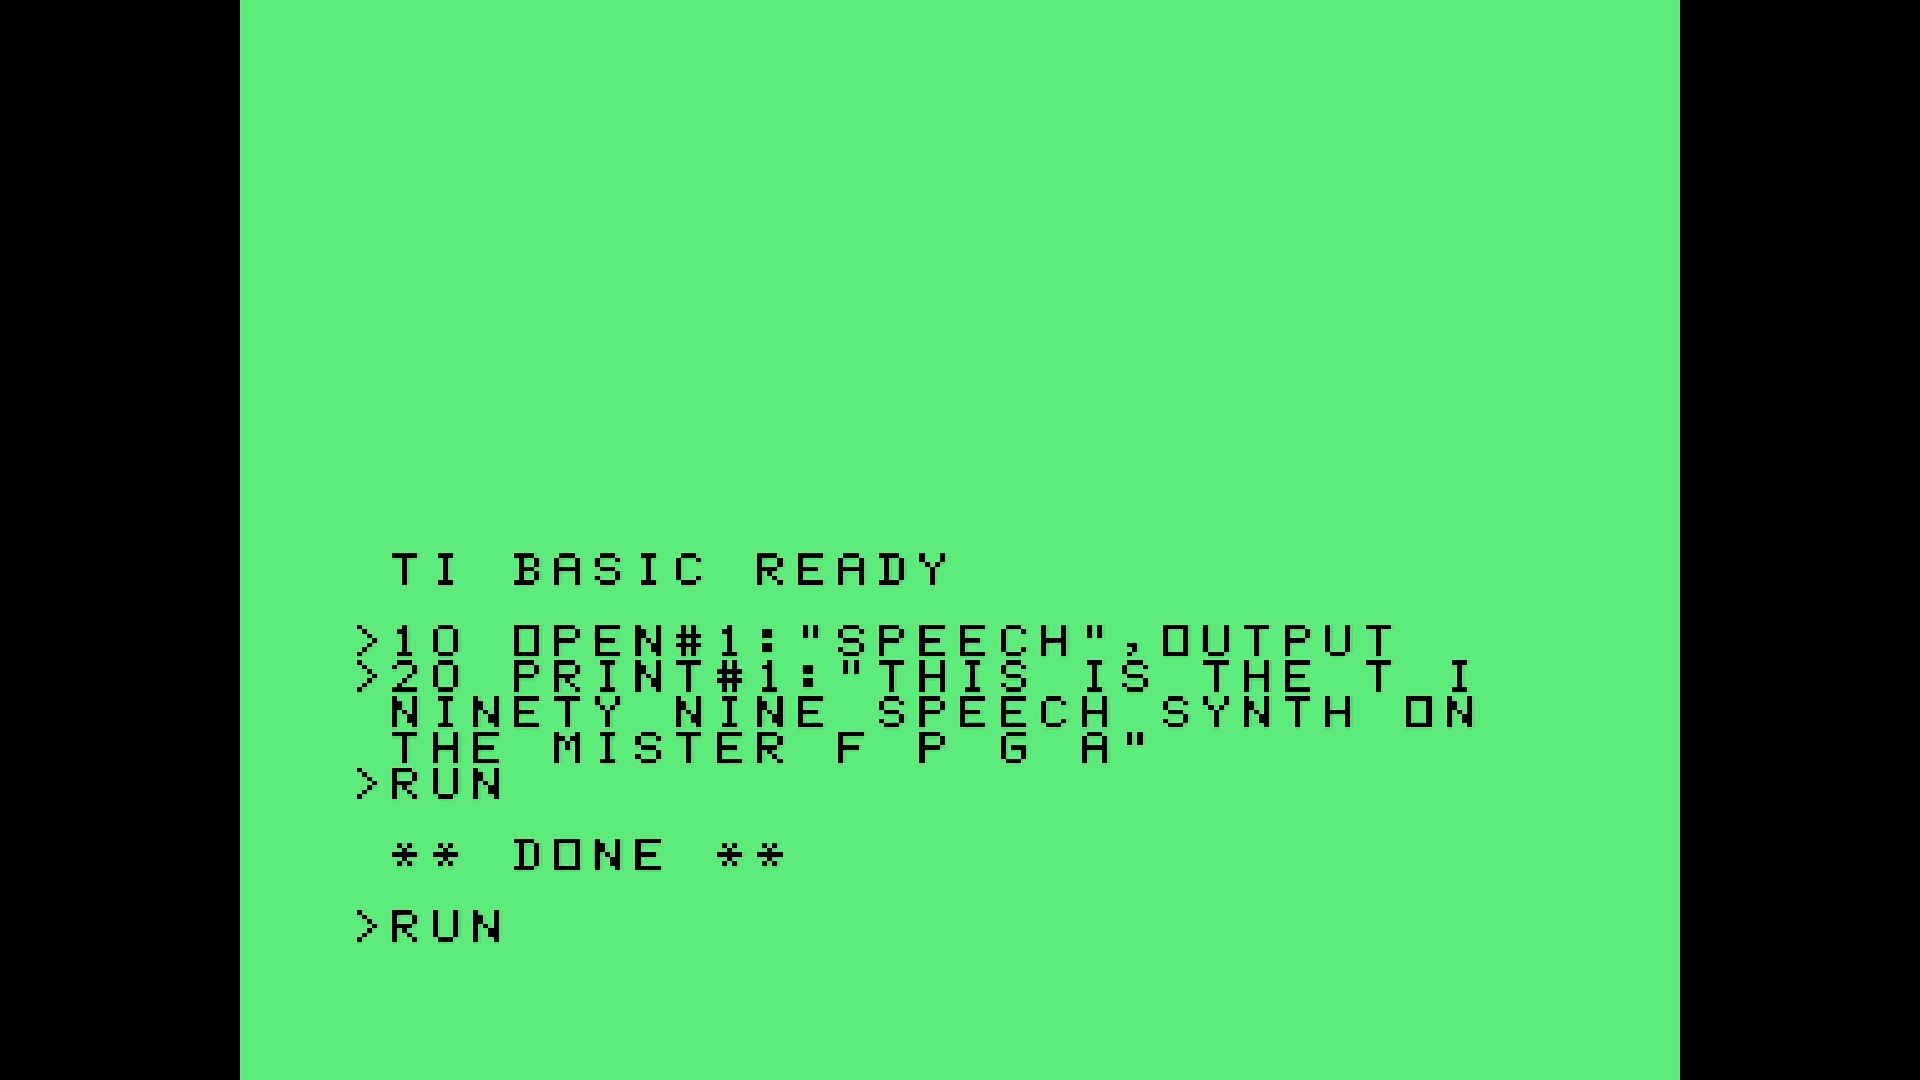 TI BASIC READY
>10 OPEN#1:"SPEECH",OUTPUT
>20 PRINT#1:"THIS IS THE T I
NINETY NINE SPEECH SYNTH ON
THE MISTER F P G A"
>RUN
** DONE **
>RUN